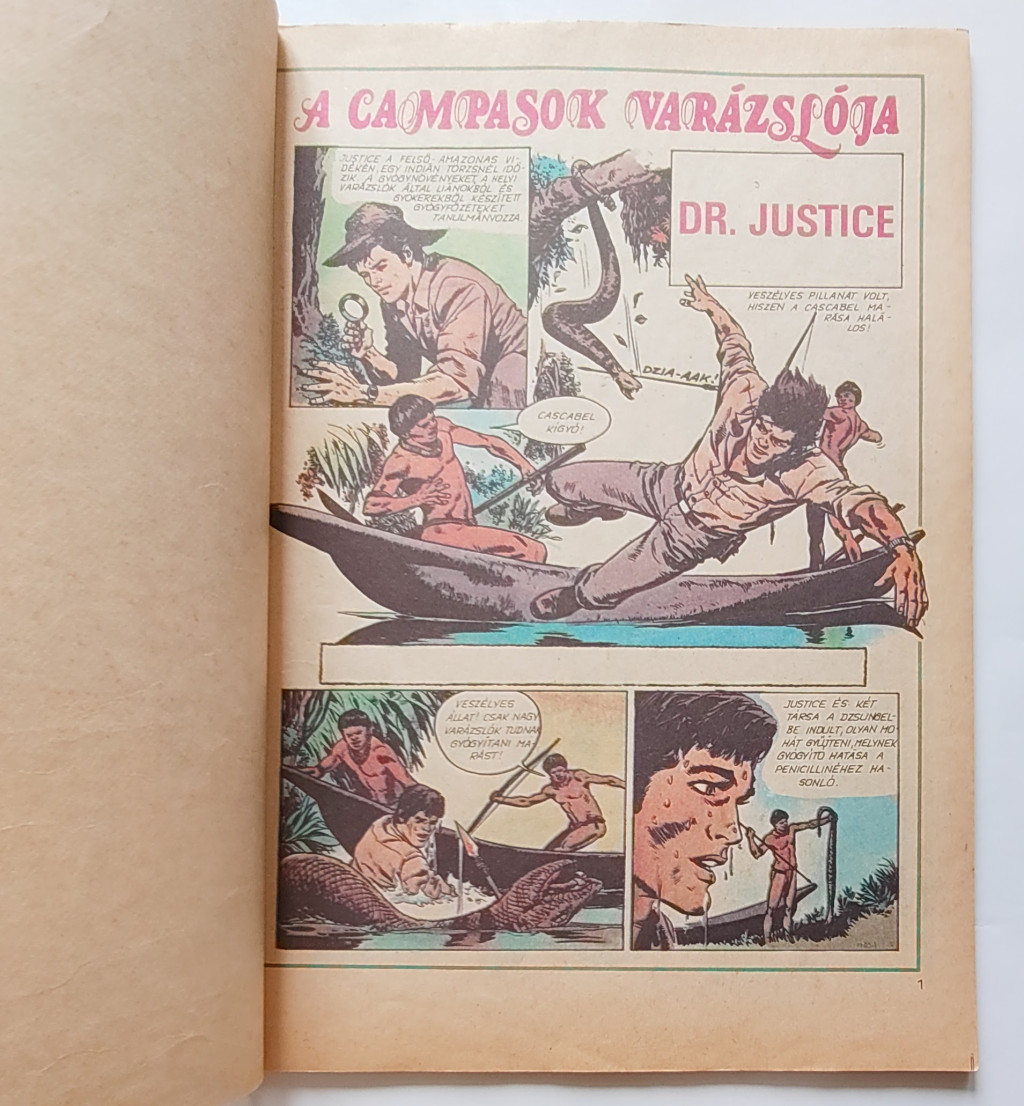 A CAMPASOK VARÁZSLÓJA
JUSTICE A FELSŐ-AMAZONAS VI-
DÉKÉN, EGY INDIÁN TÖRZSNÉL IDŐ-
ZIK. A GYÓGYNÖVÉNYEKET, A HELYI
VARÁZSLÓK ÁLTAL LIÁNOKBÓL ÉS
GYÖKEREKBŐL KÉSZÍTETT
GYÓGYFŐZETEKET
TANULMÁNYOZZA
DR. JUSTICE
VESZÉLYES PILLANAT VOLT,
HISZEN A CASCABEL MA-
RÁSA HALÁ-
LOS!
DZIA-AAK!
CASCABEL
KÍGYÓ!
VESZÉLYES
ÁLLAT! CSAK NAGY
VARÁZSLÓK TUDNAK
GYÓGYÍTANI MA-
RÁST!
JUSTICE ÉS KÉT
TÁRSA A DZSUNGEL-
BE INDULT, OLYAN MO-
HÁT GYŰJTENI, MELYNEK
GYÓGYÍTÓ HATÁSA A
PENICILLINÉHEZ HA-
SONLÓ.
1